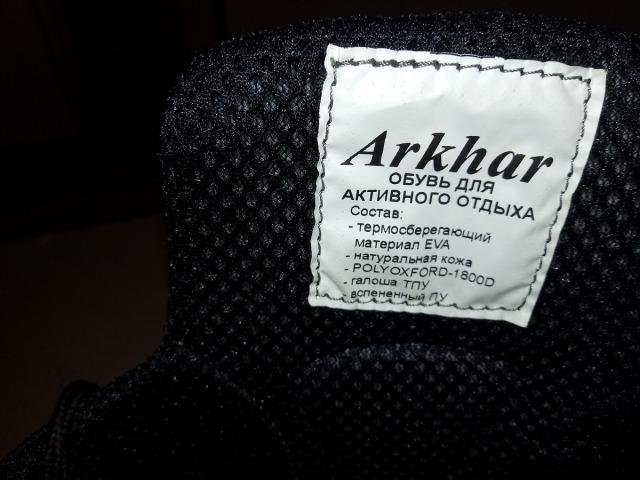 Arkhar
ОБУВЬ ДЛЯ
АКТИВНОГО ОТДЫХА
Состав:
- термосберегающий
материал EVA
- натуральная кожа
- POLYOXFORD-1800D
- галоша ТПУ
- вспененный ПУ